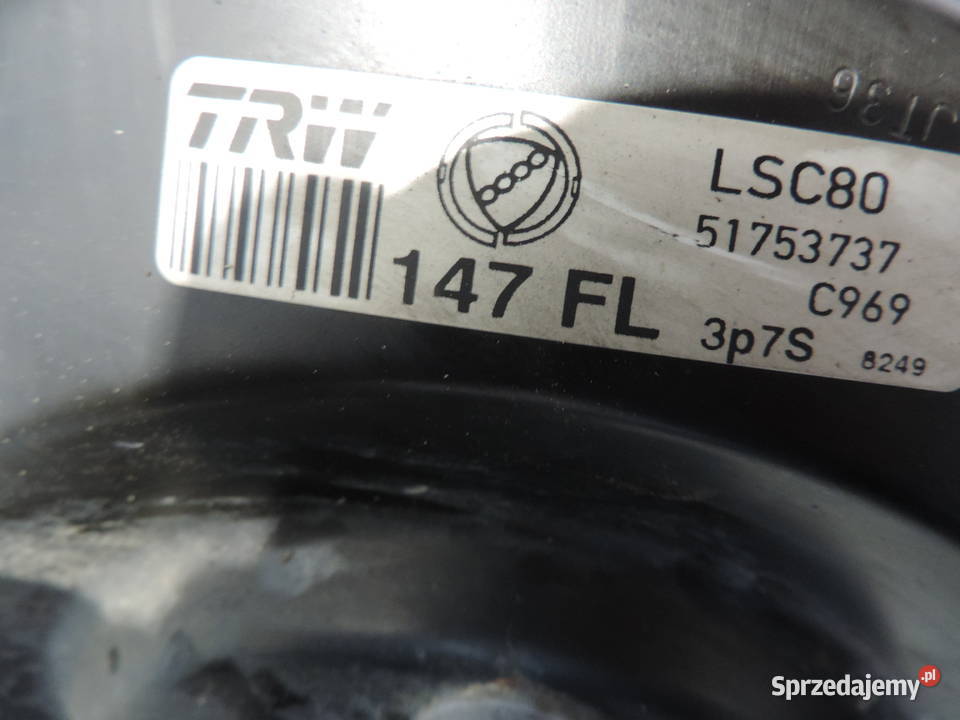 TRW
LSC80
51753737
147 FL
C969
3p7S
8249
Sprzedajemy.pl